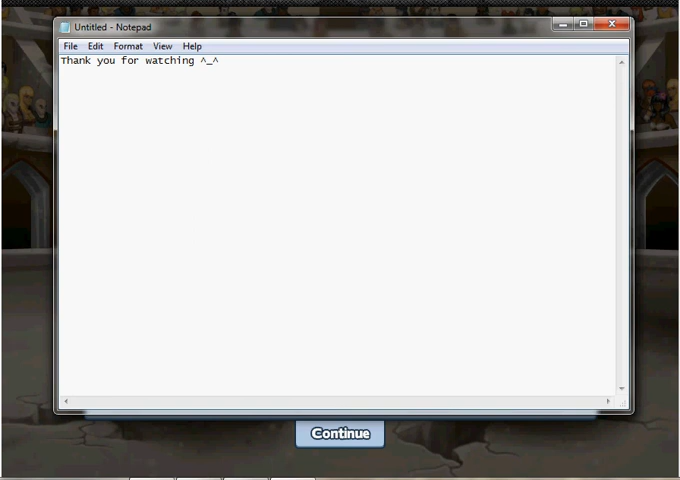 Untitled - Notepad
File Edit Format View Help
Thank you for watching ^_^
Continue